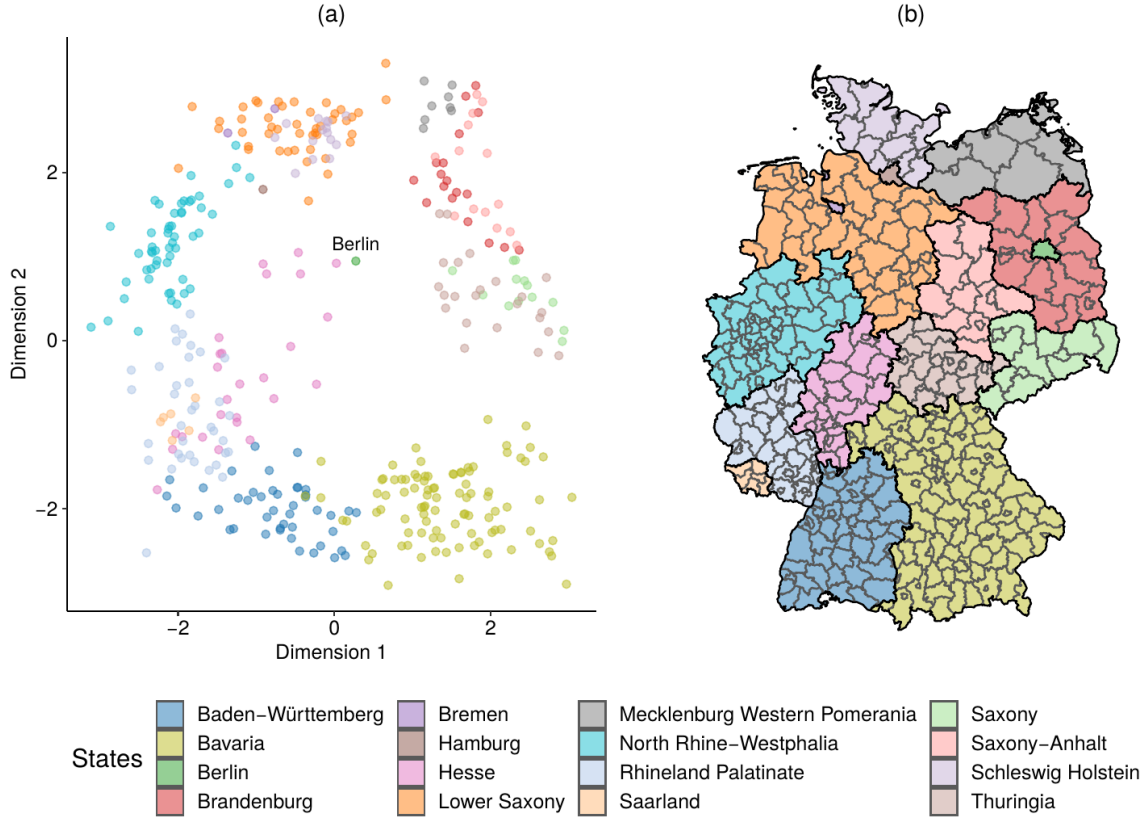 (a)
(b)
Dimension 2
2
0
−2
Berlin
−2
0
2
Dimension 1
States
Baden−Württemberg
Bavaria
Berlin
Brandenburg
Bremen
Hamburg
Hesse
Lower Saxony
Mecklenburg Western Pomerania
North Rhine−Westphalia
Rhineland Palatinate
Saarland
Saxony
Saxony−Anhalt
Schleswig Holstein
Thuringia